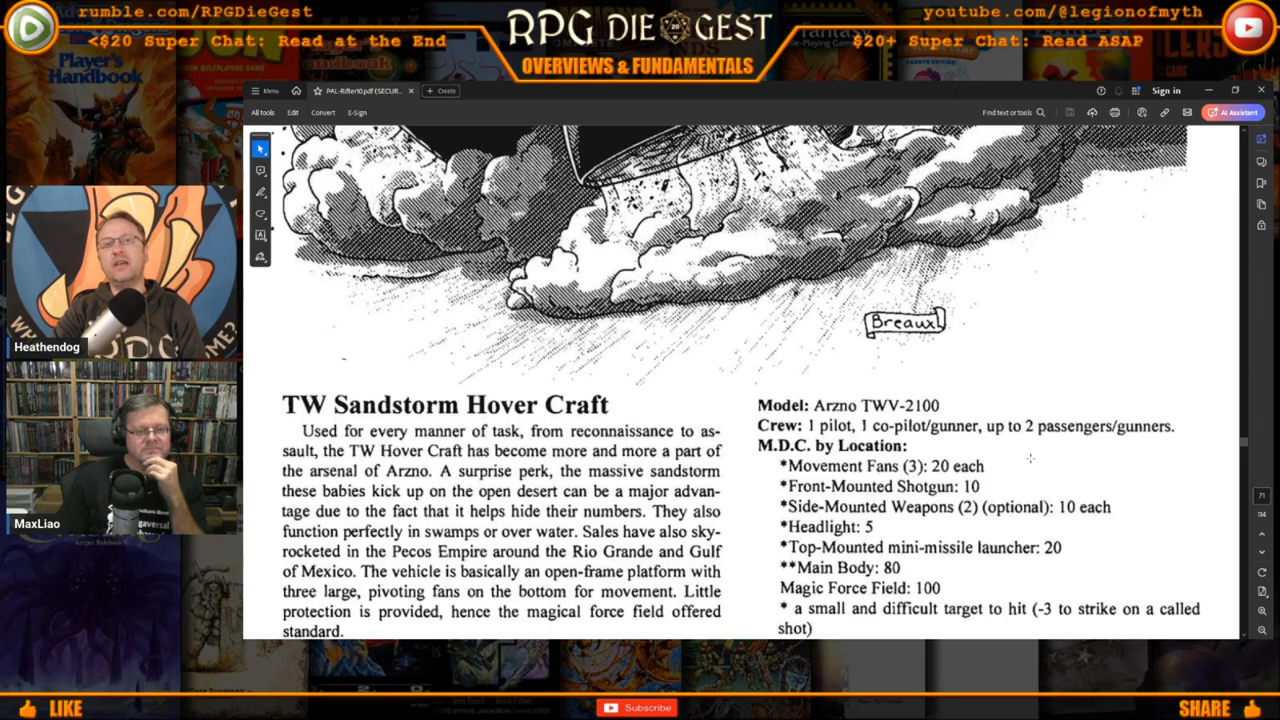 rumble.com/RPGDieGest
<$20 Super Chat: Read at the End
RPG DIE GEST
OVERVIEWS & FUNDAMENTALS
youtube.com/@legionofmyth
$20+ Super Chat: Read ASAP
Player's
Handbook
Menu
PAL-Rifter10.pdf (SECUR...
Create
Sign in
All tools
Edit
Convert
E-Sign
Find text or tools
AI Assistant
Breaux
Heathendog
MaxLiao
TW Sandstorm Hover Craft
Used for every manner of task, from reconnaissance to as-
sault, the TW Hover Craft has become more and more a part of
the arsenal of Arzno. A surprise perk, the massive sandstorm
these babies kick up on the open desert can be a major advan-
tage due to the fact that it helps hide their numbers. They also
function perfectly in swamps or over water. Sales have also sky-
rocketed in the Pecos Empire around the Rio Grande and Gulf
of Mexico. The vehicle is basically an open-frame platform with
three large, pivoting fans on the bottom for movement. Little
protection is provided, hence the magical force field offered
standard.
Model: Arzno TWV-2100
Crew: 1 pilot, 1 co-pilot/gunner, up to 2 passengers/gunners.
M.D.C. by Location:
*Movement Fans (3): 20 each
*Front-Mounted Shotgun: 10
*Side-Mounted Weapons (2) (optional): 10 each
*Headlight: 5
*Top-Mounted mini-missile launcher: 20
**Main Body: 80
Magic Force Field: 100
* a small and difficult target to hit (-3 to strike on a called
shot)
71
114
LIKE
Subscribe
SHARE